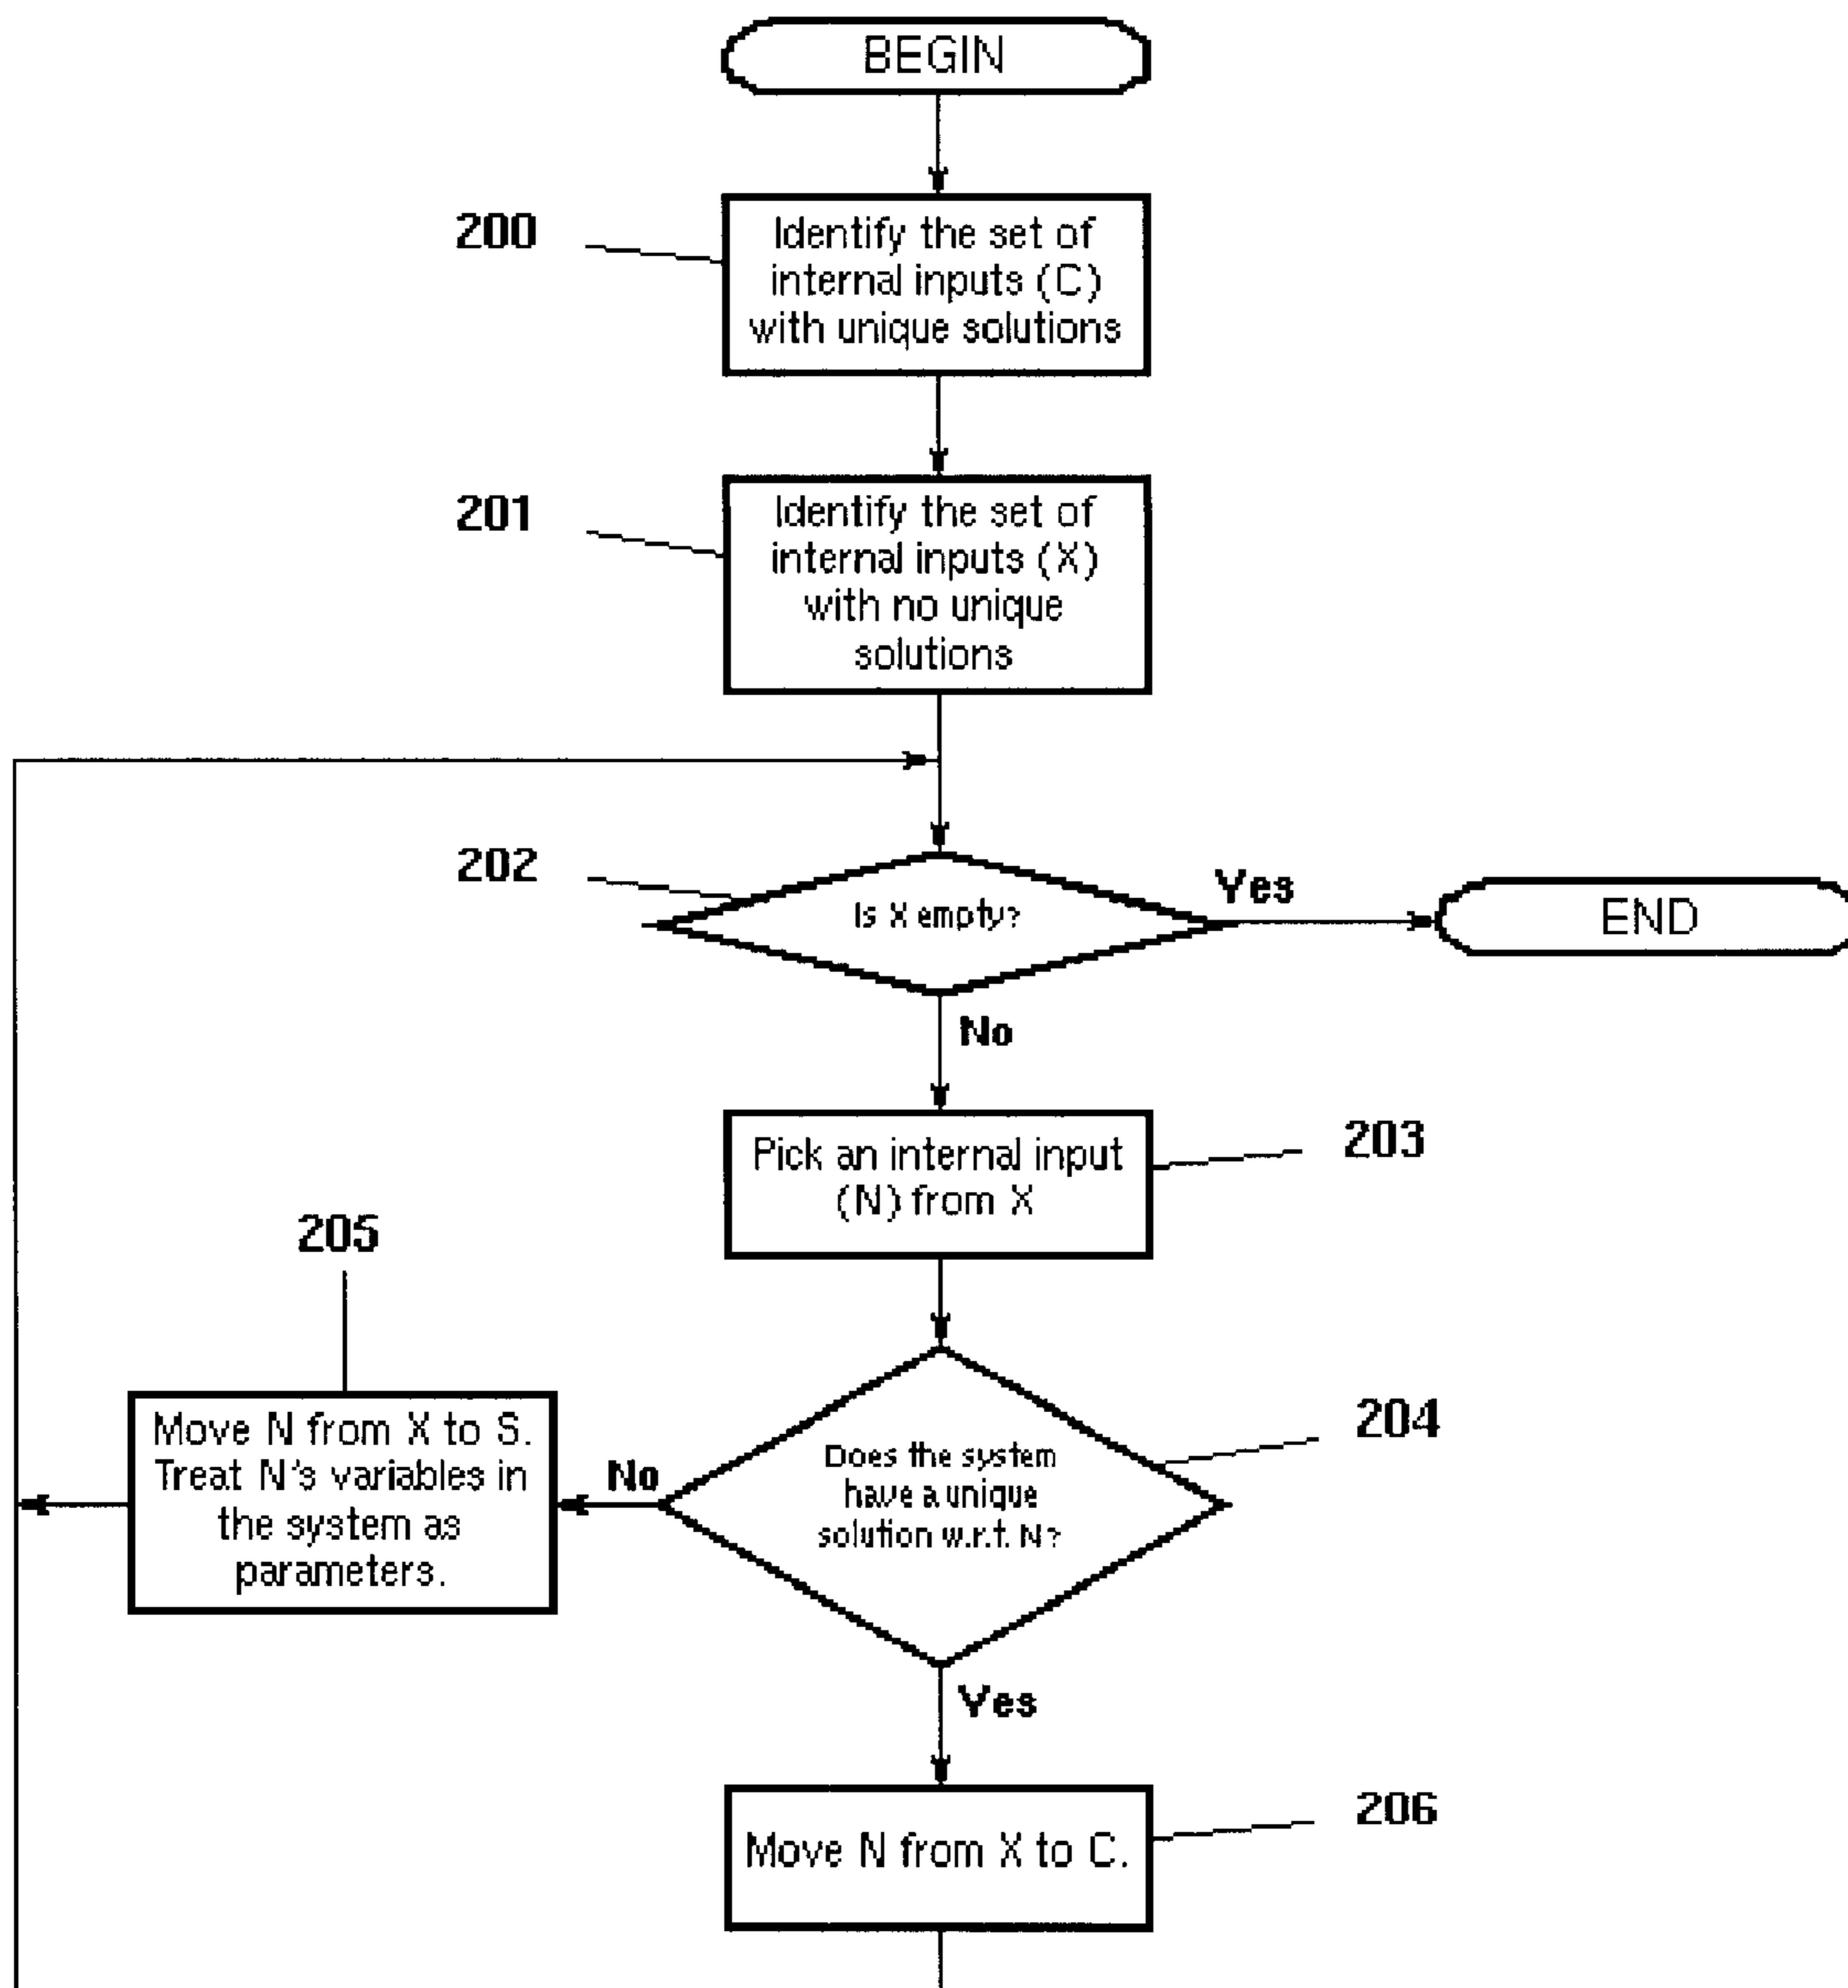 BEGIN
200
Identify the set of
internal inputs (C)
with unique solutions
201
Identify the set of
internal inputs (X)
with no unique
solutions
202
Is X empty?
Yes
END
No
203
Pick an internal input
(N) from X
205
Move N from X to S.
Treat N's variables in
the system as
parameters.
No
204
Does the system
have a unique
solution w.r.t. N?
Yes
206
Move N from X to C.